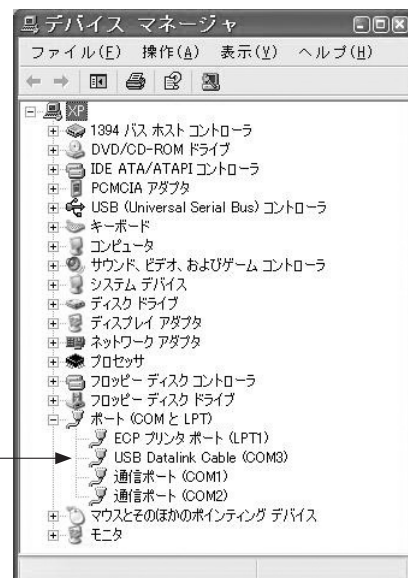 デバイス マネージャ
ファイル(F) 操作(A) 表示(V) ヘルプ(H)
XP
1394 バス ホスト コントローラ
DVD/CD-ROM ドライブ
IDE ATA/ATAPI コントローラ
PCMCIA アダプタ
USB (Universal Serial Bus) コントローラ
キーボード
コンピュータ
サウンド、ビデオ、およびゲーム コントローラ
システム デバイス
ディスク ドライブ
ディスプレイ アダプタ
ネットワーク アダプタ
プロセッサ
フロッピー ディスク コントローラ
フロッピー ディスク ドライブ
ポート (COM と LPT)
ECP プリンタ ポート (LPT1)
USB Datalink Cable (COM3)
通信ポート (COM1)
通信ポート (COM2)
マウスとそのほかのポインティング デバイス
モニタ